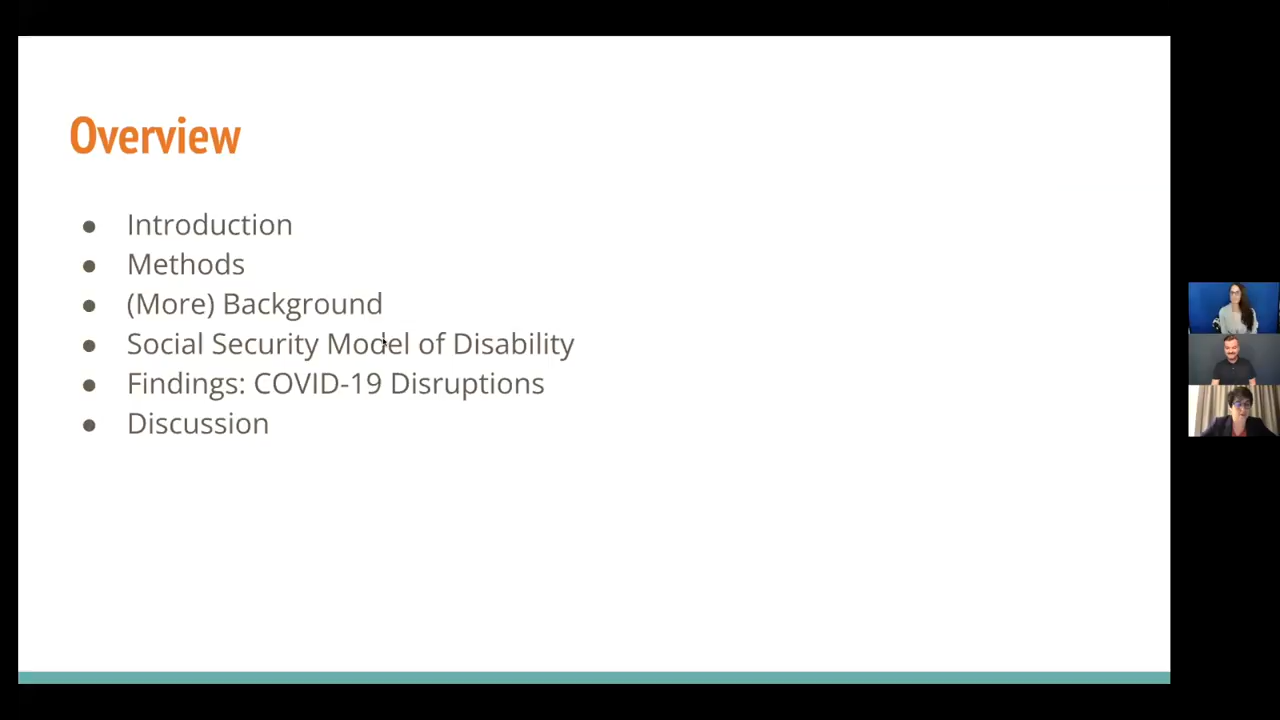 Overview
● Introduction
● Methods
● (More) Background
● Social Security Model of Disability
● Findings: COVID-19 Disruptions
● Discussion